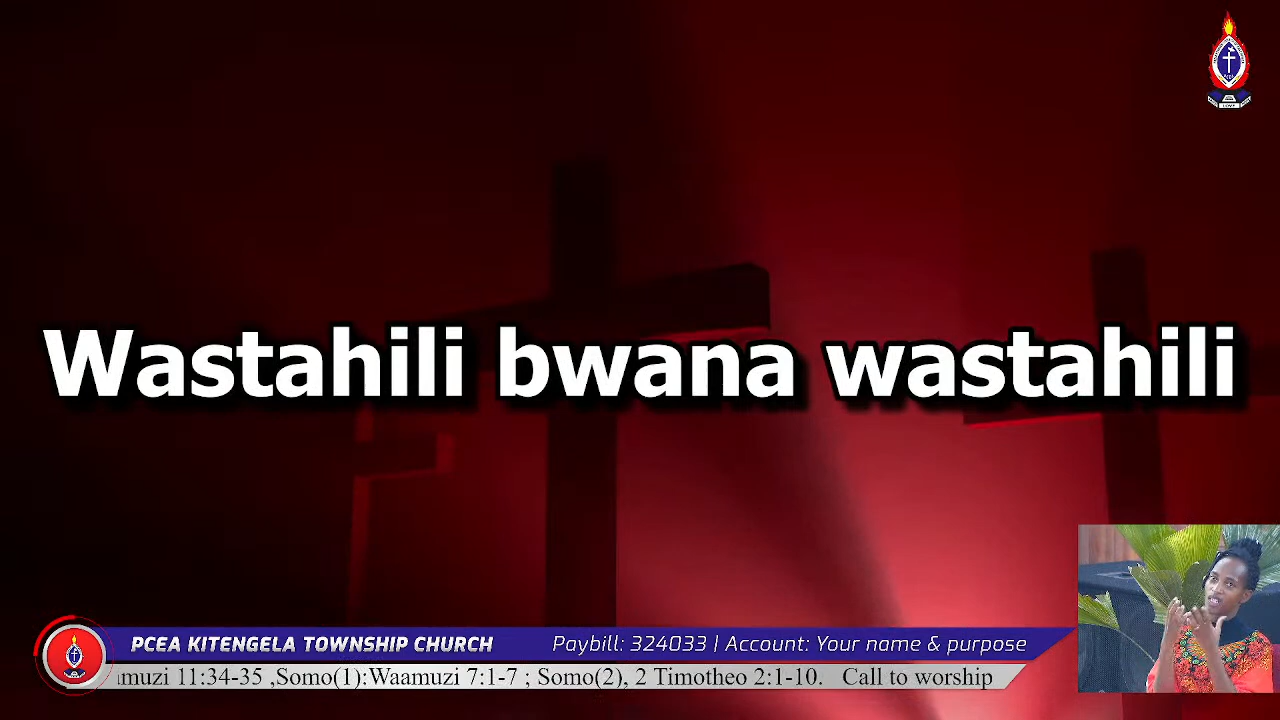 Wastahili bwana wastahili
PCEA KITENGELA TOWNSHIP CHURCH Paybill: 324033 | Account: Your name & purpose
amuzi 11:34-35 ,Somo(1):Waamuzi 7:1-7 ; Somo(2), 2 Timotheo 2:1-10. Call to worship